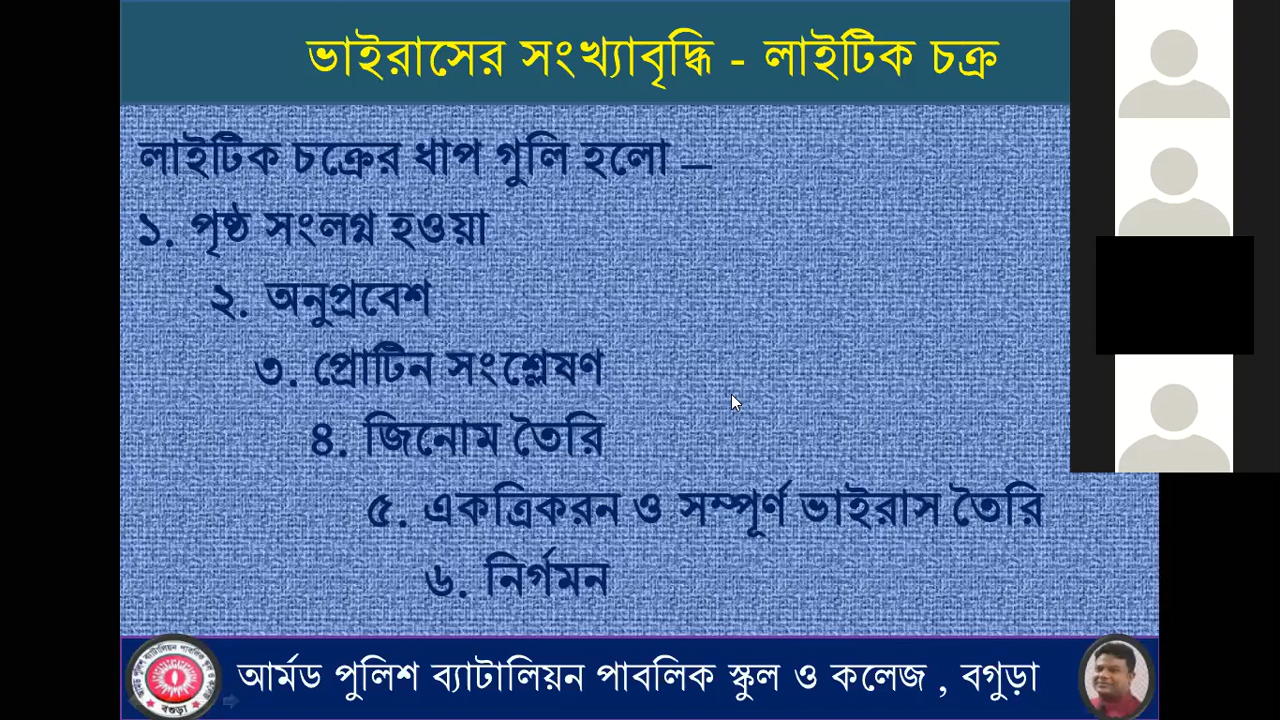 ভাইরাসের সংখ্যাবৃদ্ধি - লাইটিক চক্র
লাইটিক চক্রের ধাপ গুলি হলো –
১. পৃষ্ঠ সংলগ্ন হওয়া
২. অনুপ্রবেশ
৩. প্রোটিন সংশ্লেষণ
৪. জিনোম তৈরি
৫. একত্রিকরন ও সম্পূর্ণ ভাইরাস তৈরি
৬. নির্গমন
আর্মড পুলিশ ব্যাটালিয়ন পাবলিক স্কুল ও কলেজ , বগুড়া